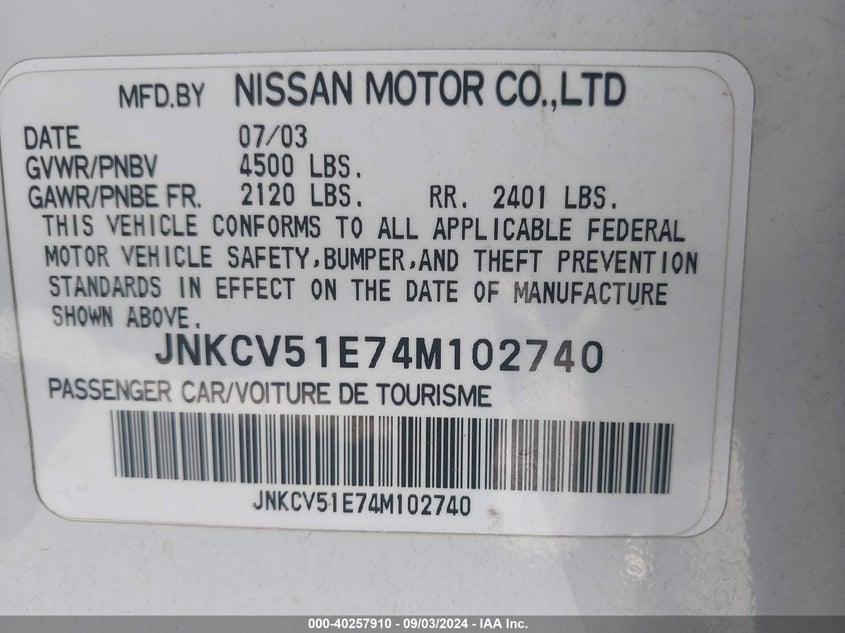 MFD.BY NISSAN MOTOR CO.,LTD
DATE 07/03
GVWR/PNBV 4500 LBS.
GAWR/PNBE FR. 2120 LBS. RR. 2401 LBS.
THIS VEHICLE CONFORMS TO ALL APPLICABLE FEDERAL
MOTOR VEHICLE SAFETY,BUMPER,AND THEFT PREVENTION
STANDARDS IN EFFECT ON THE DATE OF MANUFACTURE
SHOWN ABOVE.
JNKCV51E74M102740
PASSENGER CAR/VOITURE DE TOURISME
JNKCV51E74M102740
000-40257910 - 09/03/2024 - IAA Inc.